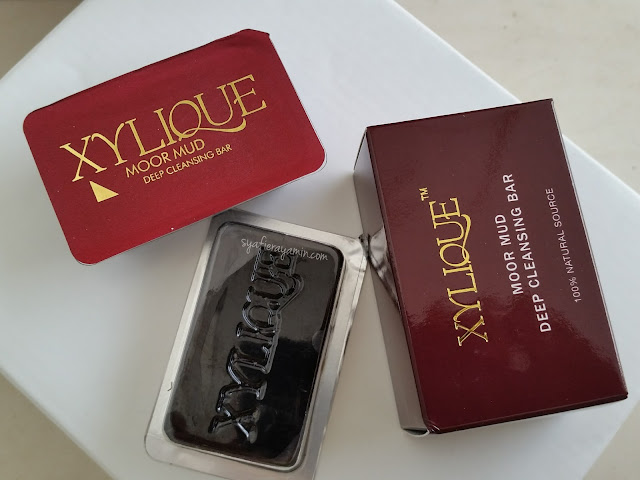 XYLIQUE
MOOR MUD
DEEP CLEANSING BAR
syafierayamin.com
XYLIQUE
XYLIQUE™
MOOR MUD
DEEP CLEANSING BAR
100% NATURAL SOURCE